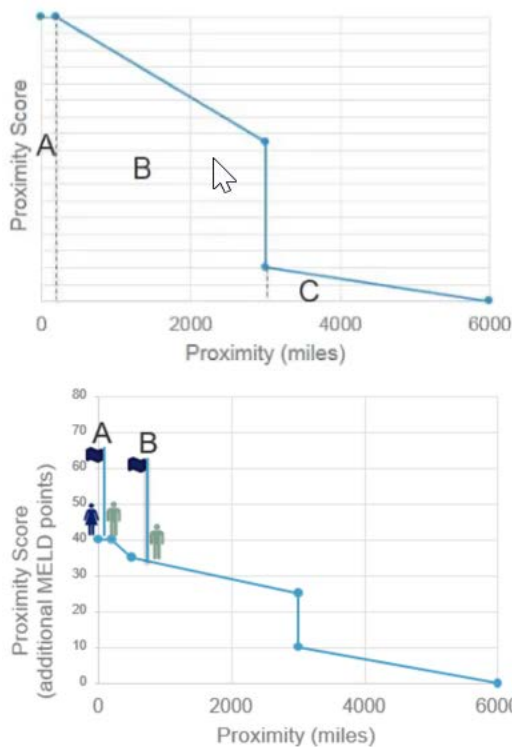 Proximity Score
A
B
C
0
2000
4000
6000
Proximity (miles)
Proximity Score
(additional MELD points)
80
70
60
50
40
30
20
10
0
A
B
0
2000
4000
6000
Proximity (miles)